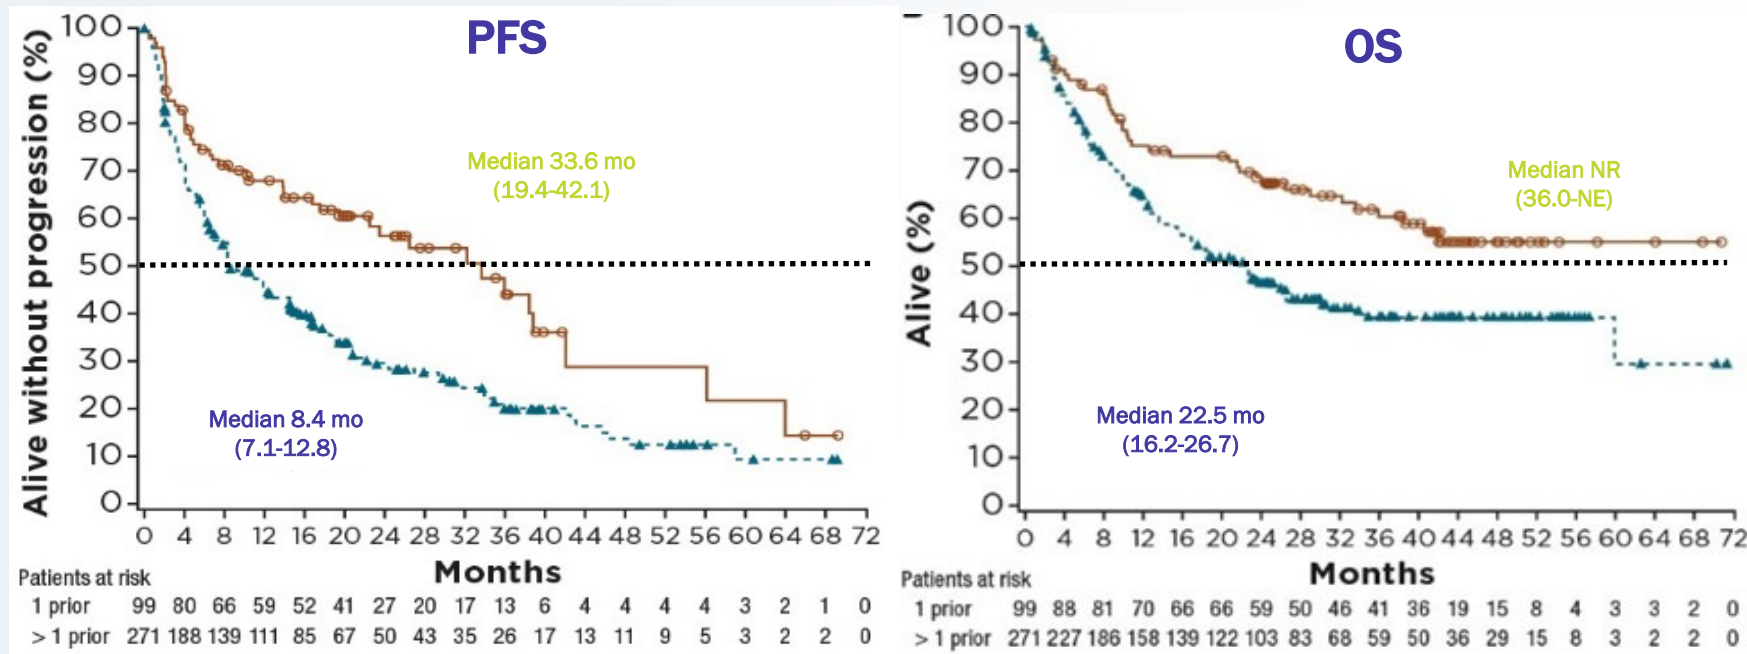 PFS
Alive without progression (%)
100
90
80
70
60
50
40
30
20
10
0
Median 33.6 mo
(19.4-42.1)
Median 8.4 mo
(7.1-12.8)
0 4 8 12 16 20 24 28 32 36 40 44 48 52 56 60 64 68 72
Months
Patients at risk
1 prior 99 80 66 59 52 41 27 20 17 13 6 4 4 4 4 3 2 1 0
> 1 prior 271 188 139 111 85 67 50 43 35 26 17 13 11 9 5 3 2 2 0
OS
Alive (%)
100
90
80
70
60
50
40
30
20
10
0
Median NR
(36.0-NE)
Median 22.5 mo
(16.2-26.7)
0 4 8 12 16 20 24 28 32 36 40 44 48 52 56 60 64 68 72
Months
Patients at risk
1 prior 99 88 81 70 66 66 59 50 46 41 36 19 15 8 4 3 3 2 0
> 1 prior 271 227 186 158 139 122 103 83 68 59 50 36 29 15 8 3 2 2 0